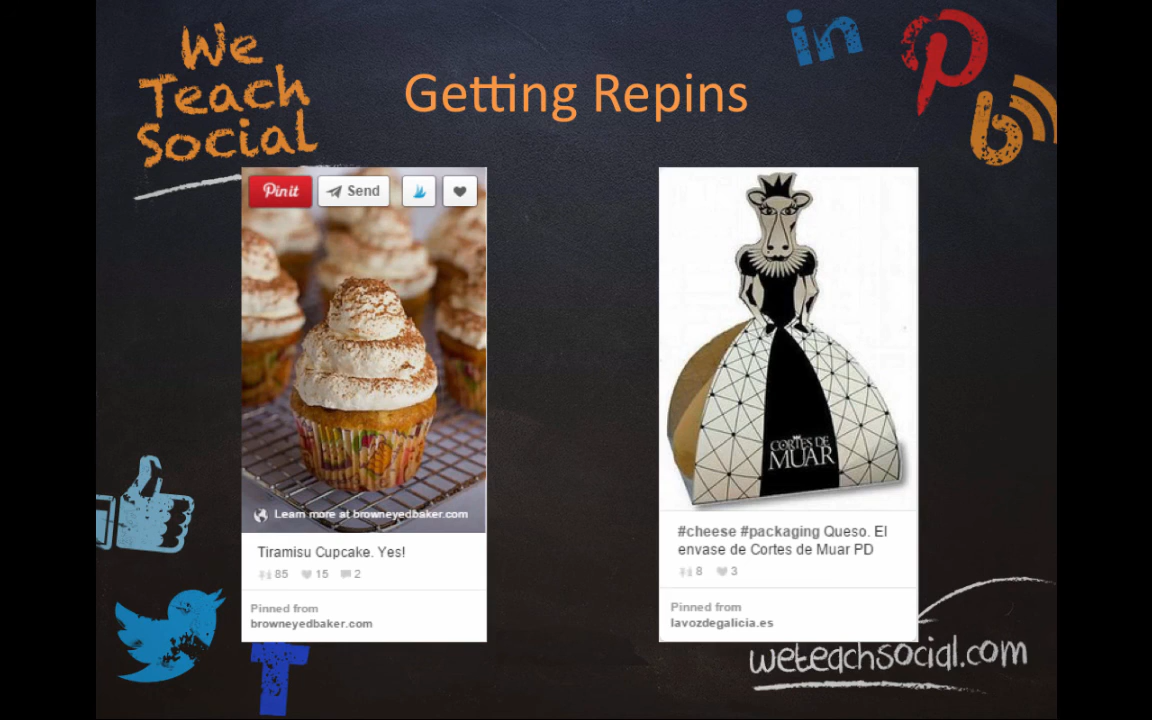 We
Teach
Social
Getting Repins
in
Pin it
Send
Learn more at browneyedbaker.com
Tiramisu Cupcake. Yes!
85 15 2
Pinned from
browneyedbaker.com
CORTES DE
MUAR
#cheese #packaging Queso. El
envase de Cortes de Muar PD
8 3
Pinned from
lavozdegalicia.es
weteachsocial.com